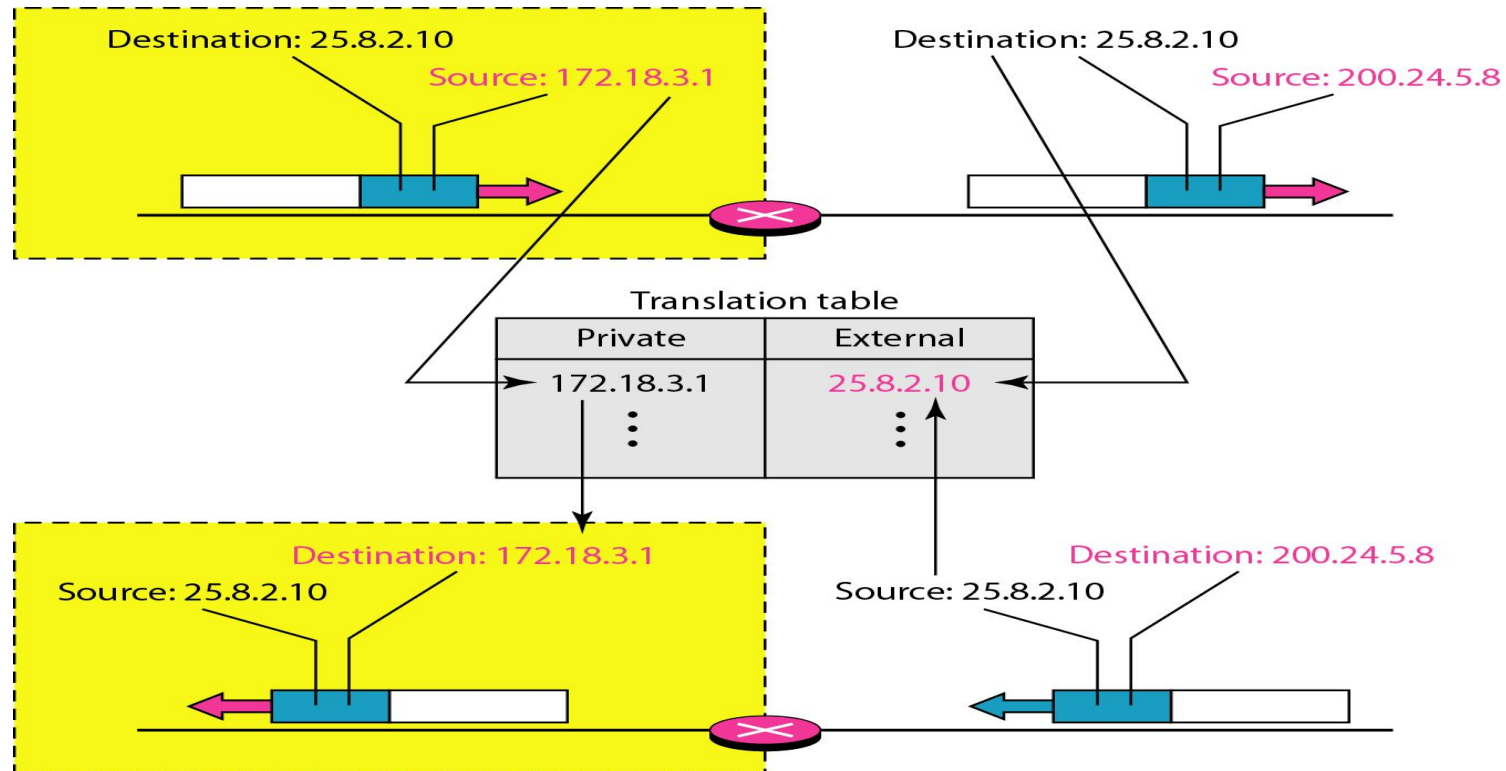 Destination: 25.8.2.10
Source: 172.18.3.1
Destination: 25.8.2.10
Source: 200.24.5.8
Translation table
Private External
172.18.3.1 25.8.2.10
Destination: 172.18.3.1
Source: 25.8.2.10
Destination: 200.24.5.8
Source: 25.8.2.10